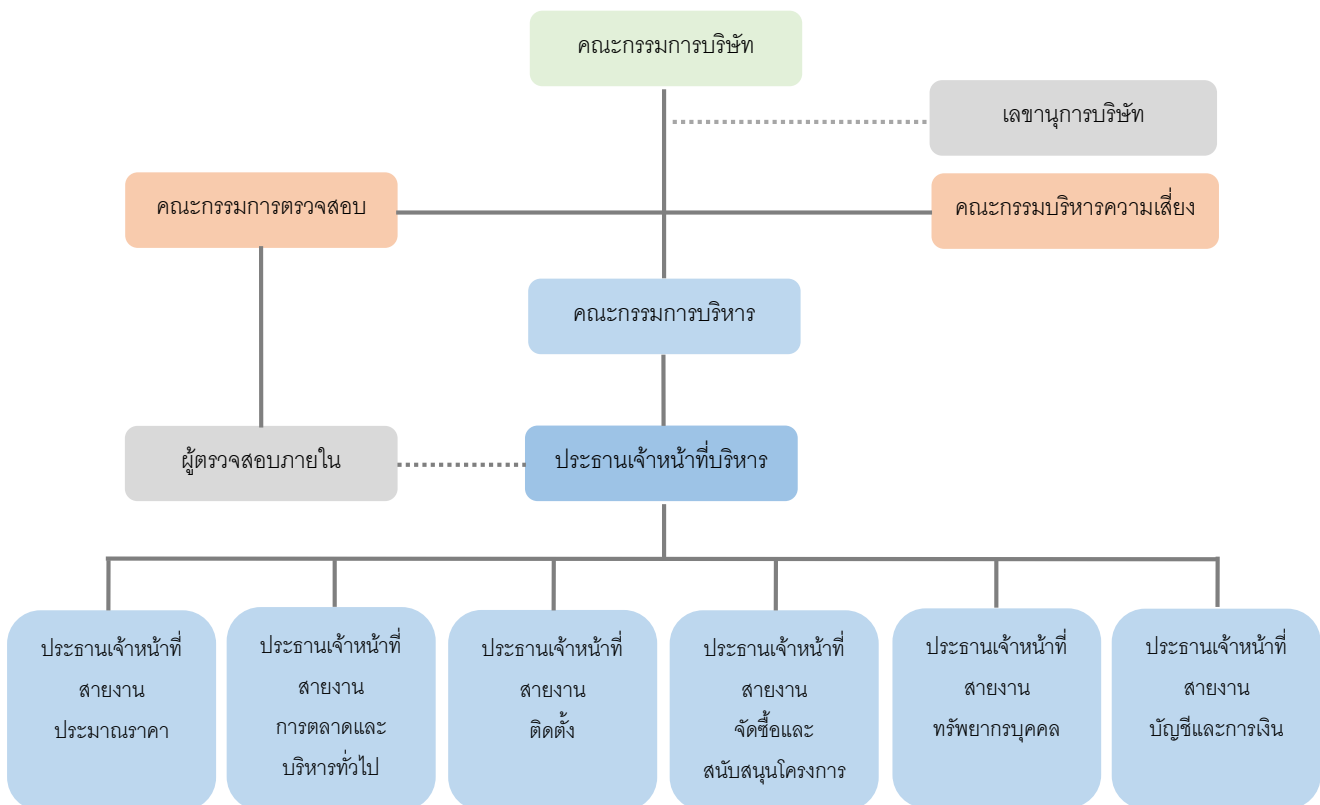 คณะกรรมการบริษัท
เลขานุการบริษัท
คณะกรรมการตรวจสอบ
คณะกรรมบริหารความเสี่ยง
คณะกรรมการบริหาร
ผู้ตรวจสอบภายใน
ประธานเจ้าหน้าที่บริหาร
ประธานเจ้าหน้าที่
สายงาน
ประมาณราคา
ประธานเจ้าหน้าที่
สายงาน
การตลาดและ
บริหารทั่วไป
ประธานเจ้าหน้าที่
สายงาน
ติดตั้ง
ประธานเจ้าหน้าที่
สายงาน
จัดซื้อและ
สนับสนุนโครงการ
ประธานเจ้าหน้าที่
สายงาน
ทรัพยากรบุคคล
ประธานเจ้าหน้าที่
สายงาน
บัญชีและการเงิน